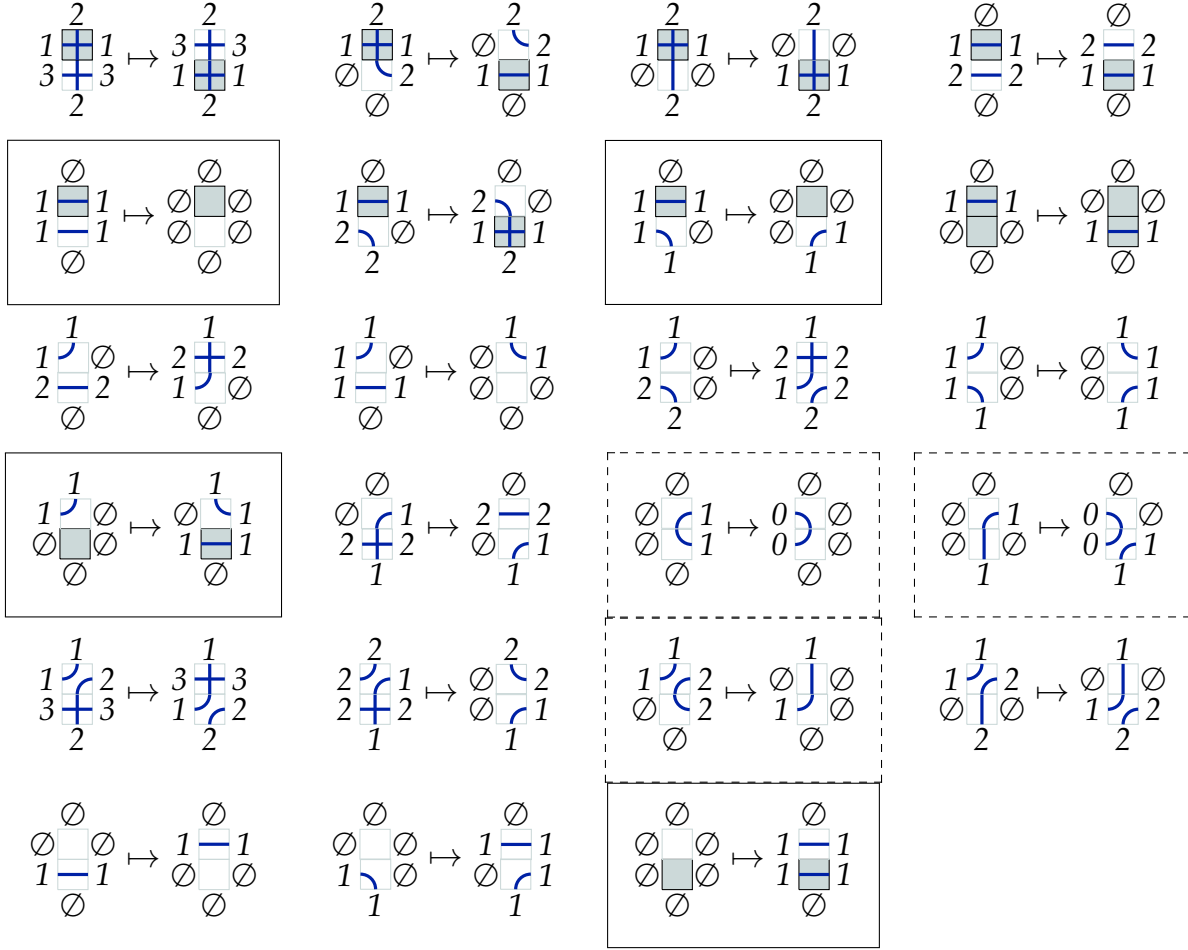 2 2 2 2 2 ∅ ∅ ∅
1 1 ↦ 3 3 1 1 ↦ ∅ 2 1 1 ↦ ∅ ∅ 1 1 ↦ 2 2
3 3 1 1 ∅ 2 1 1 ∅ ∅ 1 1 2 2 1 1
2 2 ∅ ∅ 2 2 ∅ ∅
∅ ∅ ∅ ∅ ∅ ∅ ∅ ∅
1 1 ↦ ∅ ∅ 1 1 ↦ 2 ∅ 1 1 ↦ ∅ ∅ 1 1 ↦ ∅ ∅
1 1 ∅ ∅ 2 ∅ 1 1 1 ∅ ∅ 1 ∅ ∅ 1 1
∅ ∅ 2 2 1 1 ∅ ∅
1 1 1 1 1 1 1 1
1 ∅ ↦ 2 2 1 ∅ ↦ ∅ 1 1 ∅ ↦ 2 2 1 ∅ ↦ ∅ 1
2 2 1 ∅ 1 1 ∅ ∅ 2 ∅ 1 2 1 ∅ ∅ 1
∅ ∅ ∅ ∅ 2 2 1 1
1 1 ∅ ∅ ∅ ∅ ∅ ∅
1 ∅ ↦ ∅ 1 ∅ 1 ↦ 2 2 ∅ 1 ↦ 0 ∅ ∅ 1 ↦ 0 ∅
∅ ∅ 1 1 2 2 ∅ 1 ∅ 1 0 ∅ ∅ ∅ 0 1
∅ ∅ 1 1 ∅ ∅ 1 1
1 1 2 2 1 1 1 1
1 2 ↦ 3 3 2 1 ↦ ∅ 2 1 2 ↦ ∅ ∅ 1 2 ↦ ∅ ∅
3 3 1 2 2 2 ∅ 1 ∅ 2 1 ∅ ∅ ∅ 1 2
2 2 1 1 ∅ ∅ 2 2
∅ ∅ ∅ ∅ ∅ ∅
∅ ∅ ↦ 1 1 ∅ ∅ ↦ 1 1 ∅ ∅ ↦ 1 1
1 1 ∅ ∅ 1 ∅ ∅ 1 ∅ ∅ 1 1
∅ ∅ 1 1 ∅ ∅